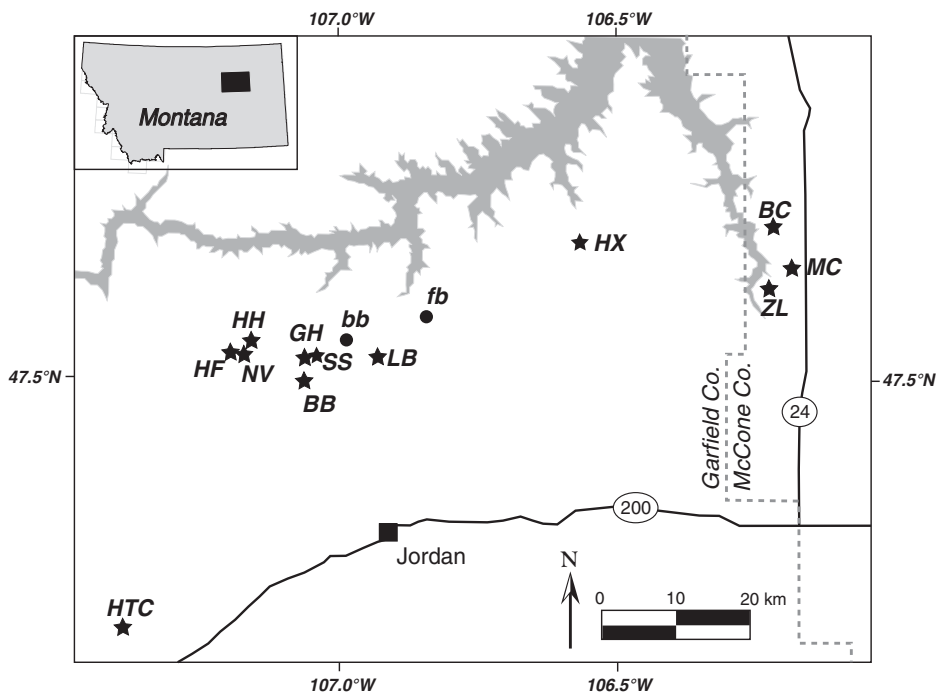 107.0°W
106.5°W
Montana
BC
HX
MC
fb
ZL
HH
GH
bb
HF
NV
SS
LB
47.5°N
47.5°N
BB
Garfield Co.
McCone Co.
24
200
Jordan
N
0 10 20 km
HTC
107.0°W
106.5°W